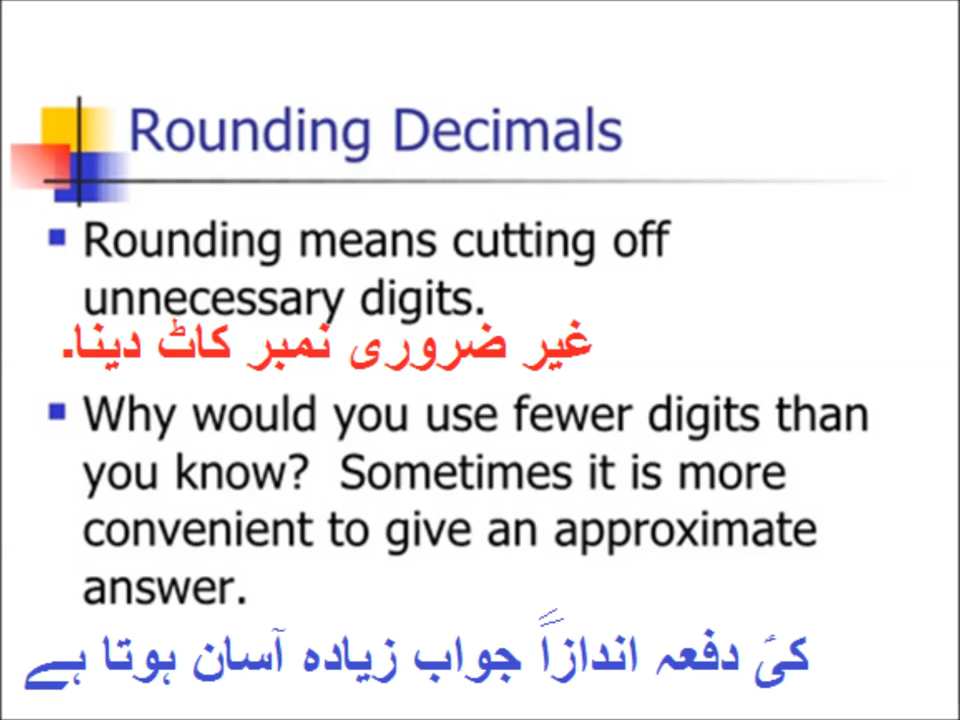 Rounding Decimals
Rounding means cutting off
unnecessary digits.
غیر ضروری نمبر کاٹ دینا۔
Why would you use fewer digits than
you know? Sometimes it is more
convenient to give an approximate
answer.
کئ دفعہ اندازاً جواب زیادہ آسان ہوتا ہے